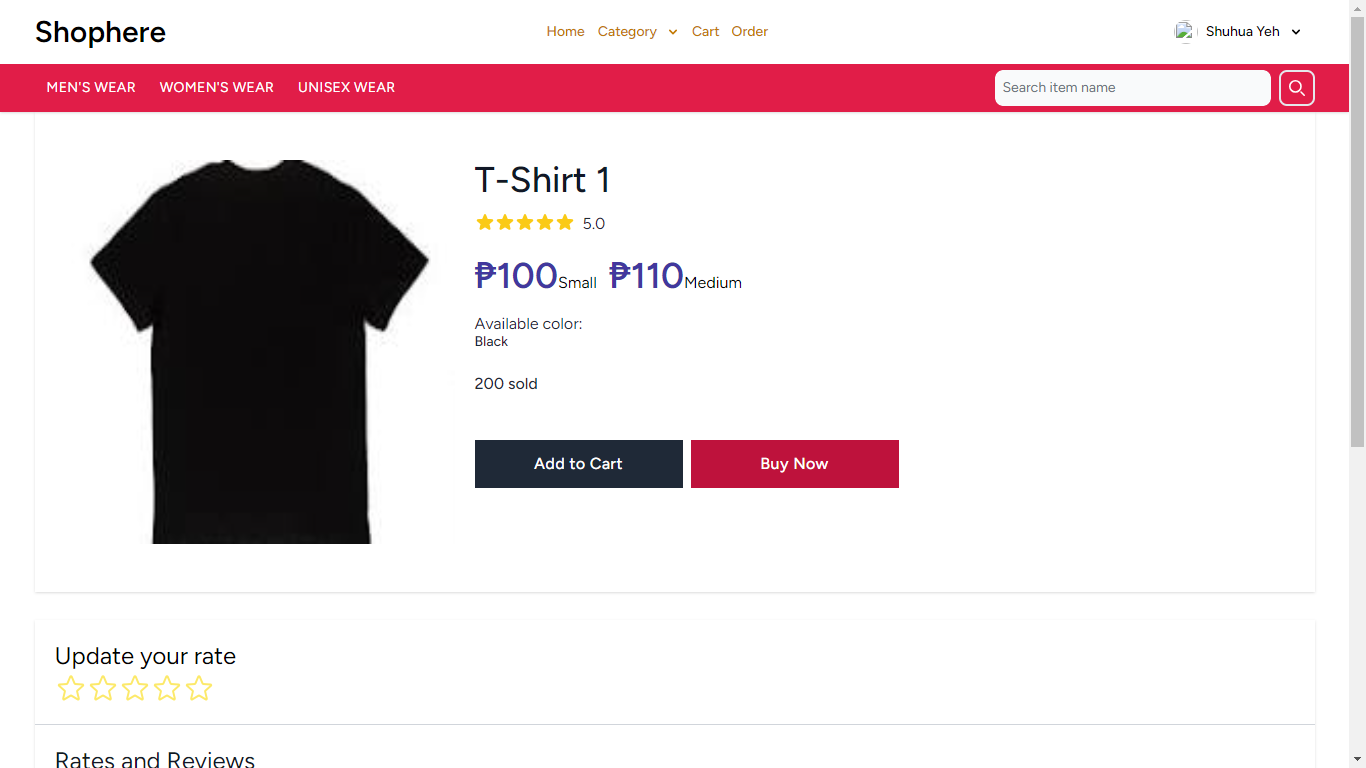 Shophere
Home Category Cart Order
Shuhua Yeh
MEN'S WEAR WOMEN'S WEAR UNISEX WEAR
Search item name
T-Shirt 1
5.0
₱100Small ₱110Medium
Available color:
Black
200 sold
Add to Cart Buy Now
Update your rate
Rates and Reviews